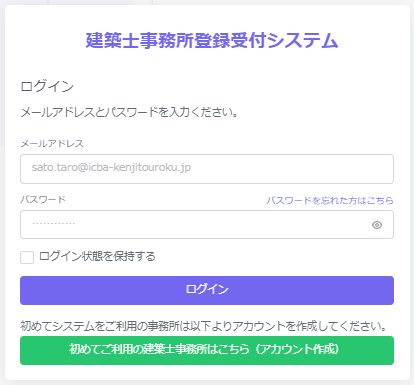 建築士事務所登録受付システム
ログイン
メールアドレスとパスワードを入力ください。
メールアドレス
sato.taro@icba-kenjitouroku.jp
パスワード
パスワードを忘れた方はこちら
············
ログイン状態を保持する
ログイン
初めてシステムをご利用の事務所は以下よりアカウントを作成してください。
初めてご利用の建築士事務所はこちら（アカウント作成）